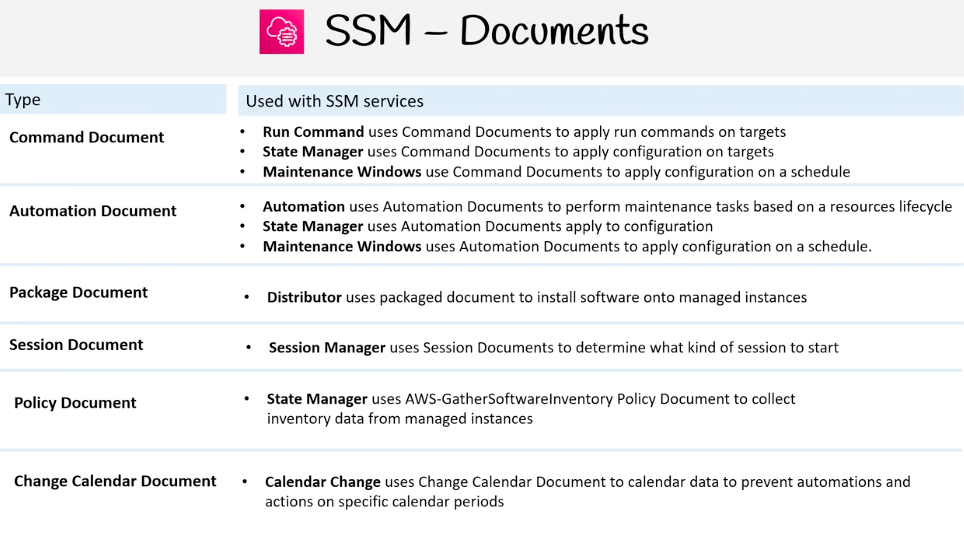 SSM – Documents
Type
Used with SSM services
Command Document
• Run Command uses Command Documents to apply run commands on targets
• State Manager uses Command Documents to apply configuration on targets
• Maintenance Windows use Command Documents to apply configuration on a schedule
Automation Document
• Automation uses Automation Documents to perform maintenance tasks based on a resources lifecycle
• State Manager uses Automation Documents apply to configuration
• Maintenance Windows uses Automation Documents to apply configuration on a schedule.
Package Document
• Distributor uses packaged document to install software onto managed instances
Session Document
• Session Manager uses Session Documents to determine what kind of session to start
Policy Document
• State Manager uses AWS-GatherSoftwareInventory Policy Document to collect
inventory data from managed instances
Change Calendar Document
• Calendar Change uses Change Calendar Document to calendar data to prevent automations and
actions on specific calendar periods